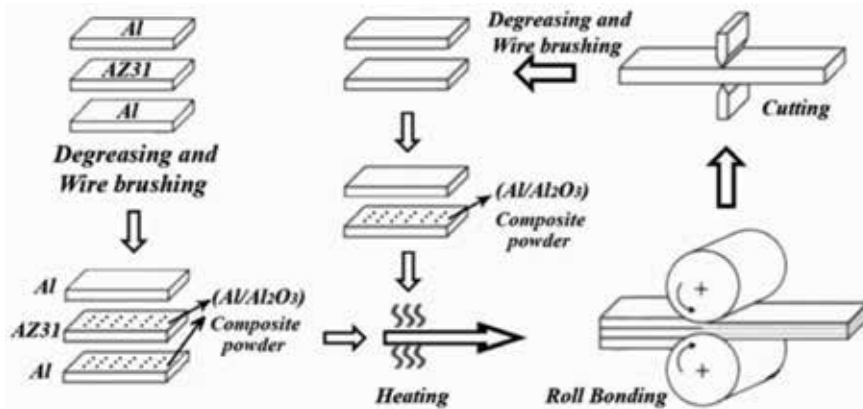 Al
AZ31
Al
Degreasing and
Wire brushing
Al
AZ31
Al
(Al/Al2O3)
Composite
powder
Degreasing and
Wire brushing
(Al/Al2O3)
Composite
powder
Heating
Roll Bonding
Cutting